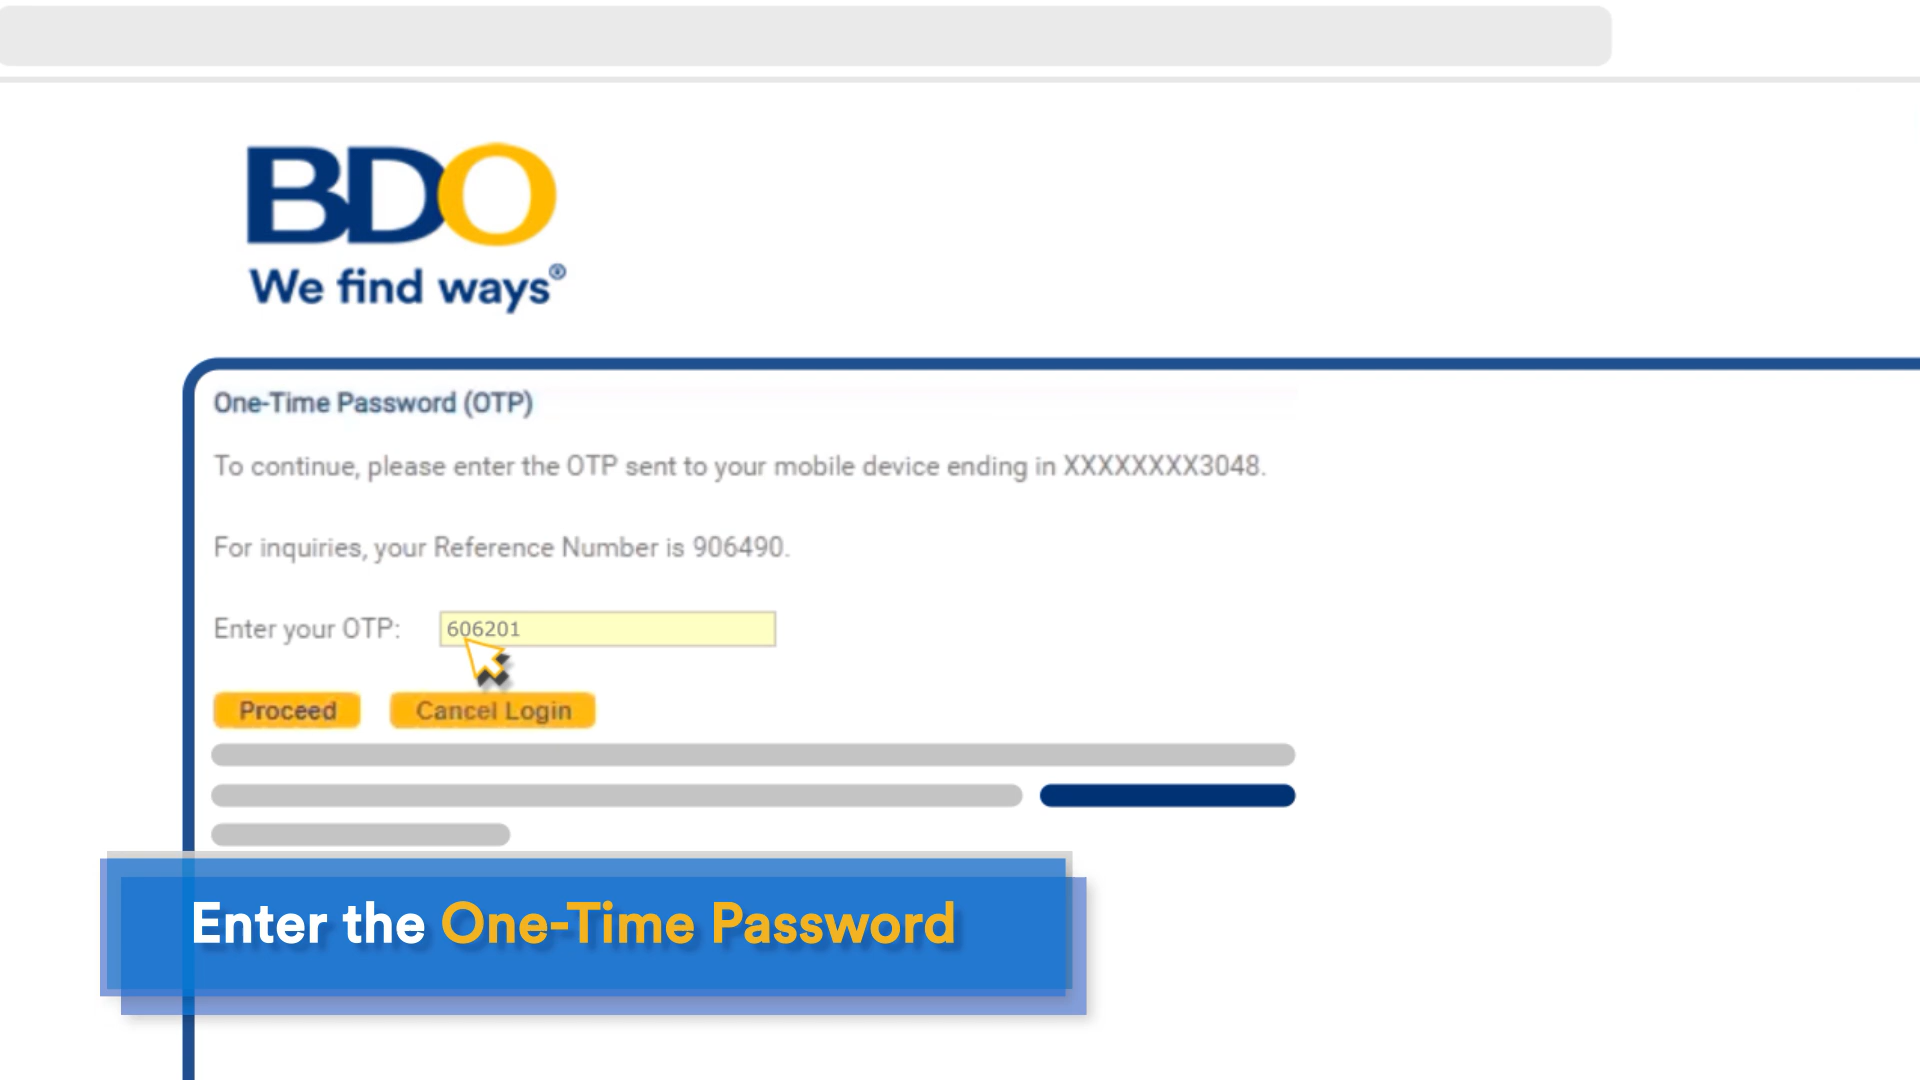 BDO
We find ways®
One-Time Password (OTP)
To continue, please enter the OTP sent to your mobile device ending in XXXXXXXX3048.
For inquiries, your Reference Number is 906490.
Enter your OTP: 606201
Proceed Cancel Login
Enter the One-Time Password